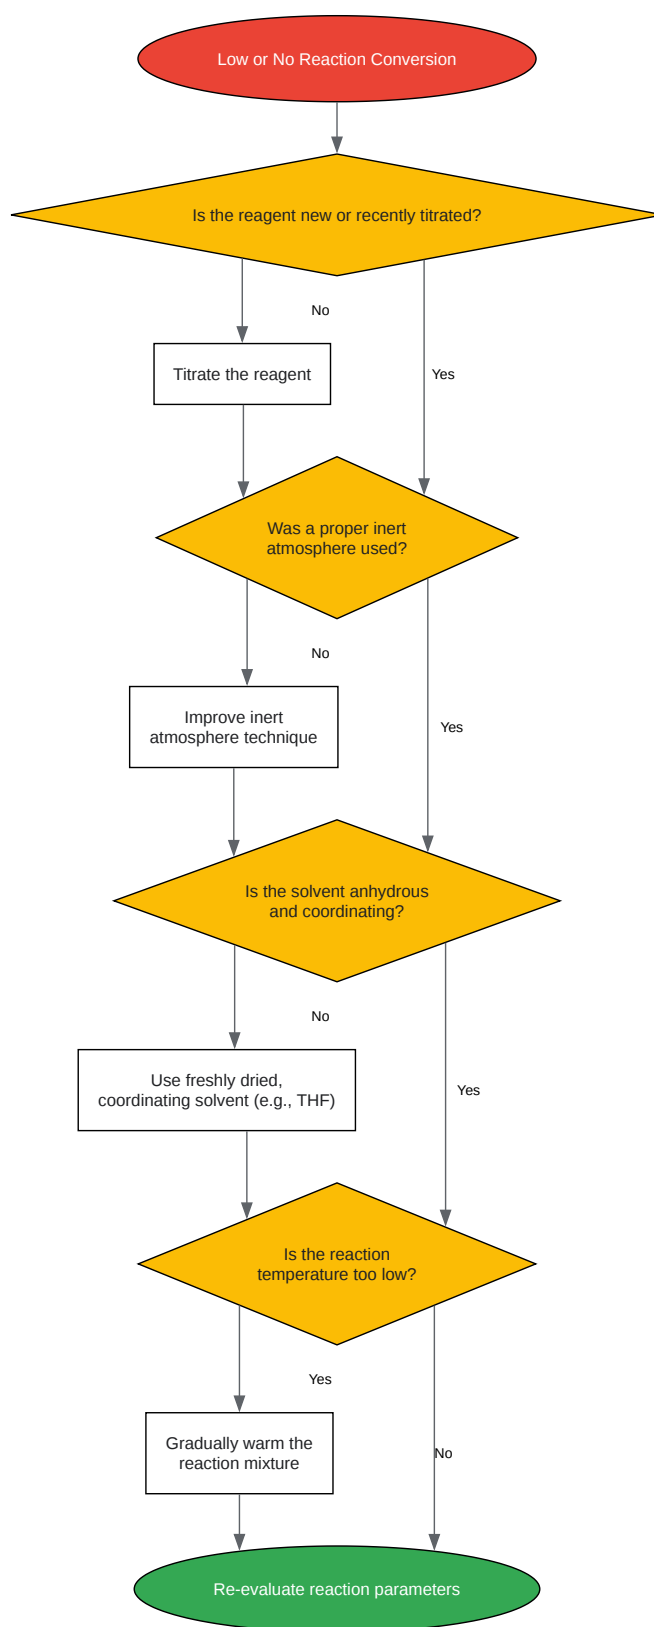 Low or No Reaction Conversion
Is the reagent new or recently titrated?
No
Titrate the reagent
Yes
Was a proper inert
atmosphere used?
No
Improve inert
atmosphere technique
Yes
Is the solvent anhydrous
and coordinating?
No
Use freshly dried,
coordinating solvent (e.g., THF)
Yes
Is the reaction
temperature too low?
Yes
Gradually warm the
reaction mixture
No
Re-evaluate reaction parameters